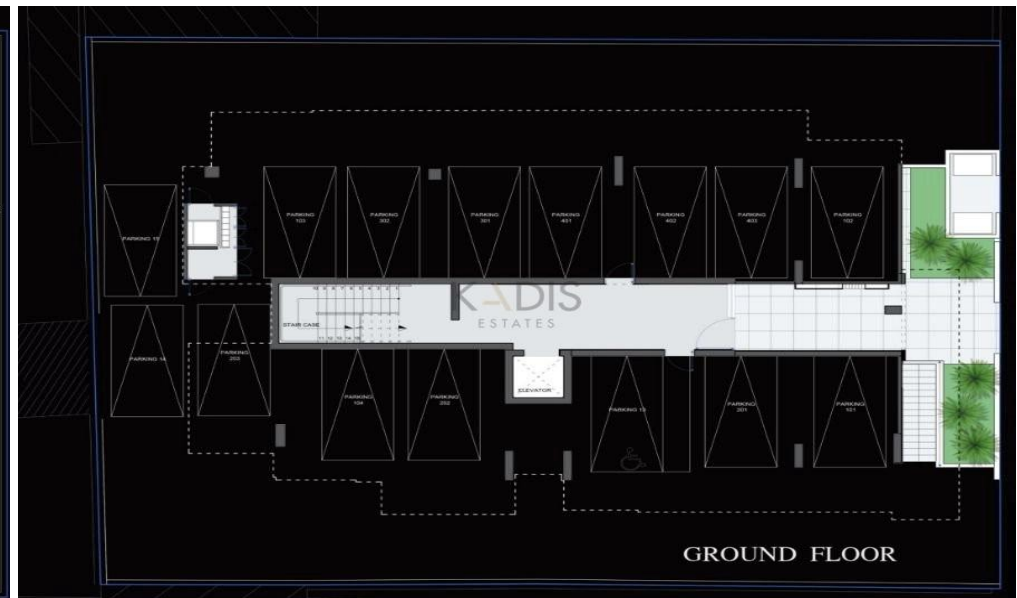 PARKING
103
PARKING
302
PARKING
301
PARKING
401
PARKING
402
PARKING
403
PARKING
102
PARKING 15
KADIS
ESTATES
STAIR CASE
PARKING 14
PARKING
203
PARKING
104
PARKING
202
ELEVATOR
PARKING 13
PARKING
201
PARKING
101
GROUND FLOOR